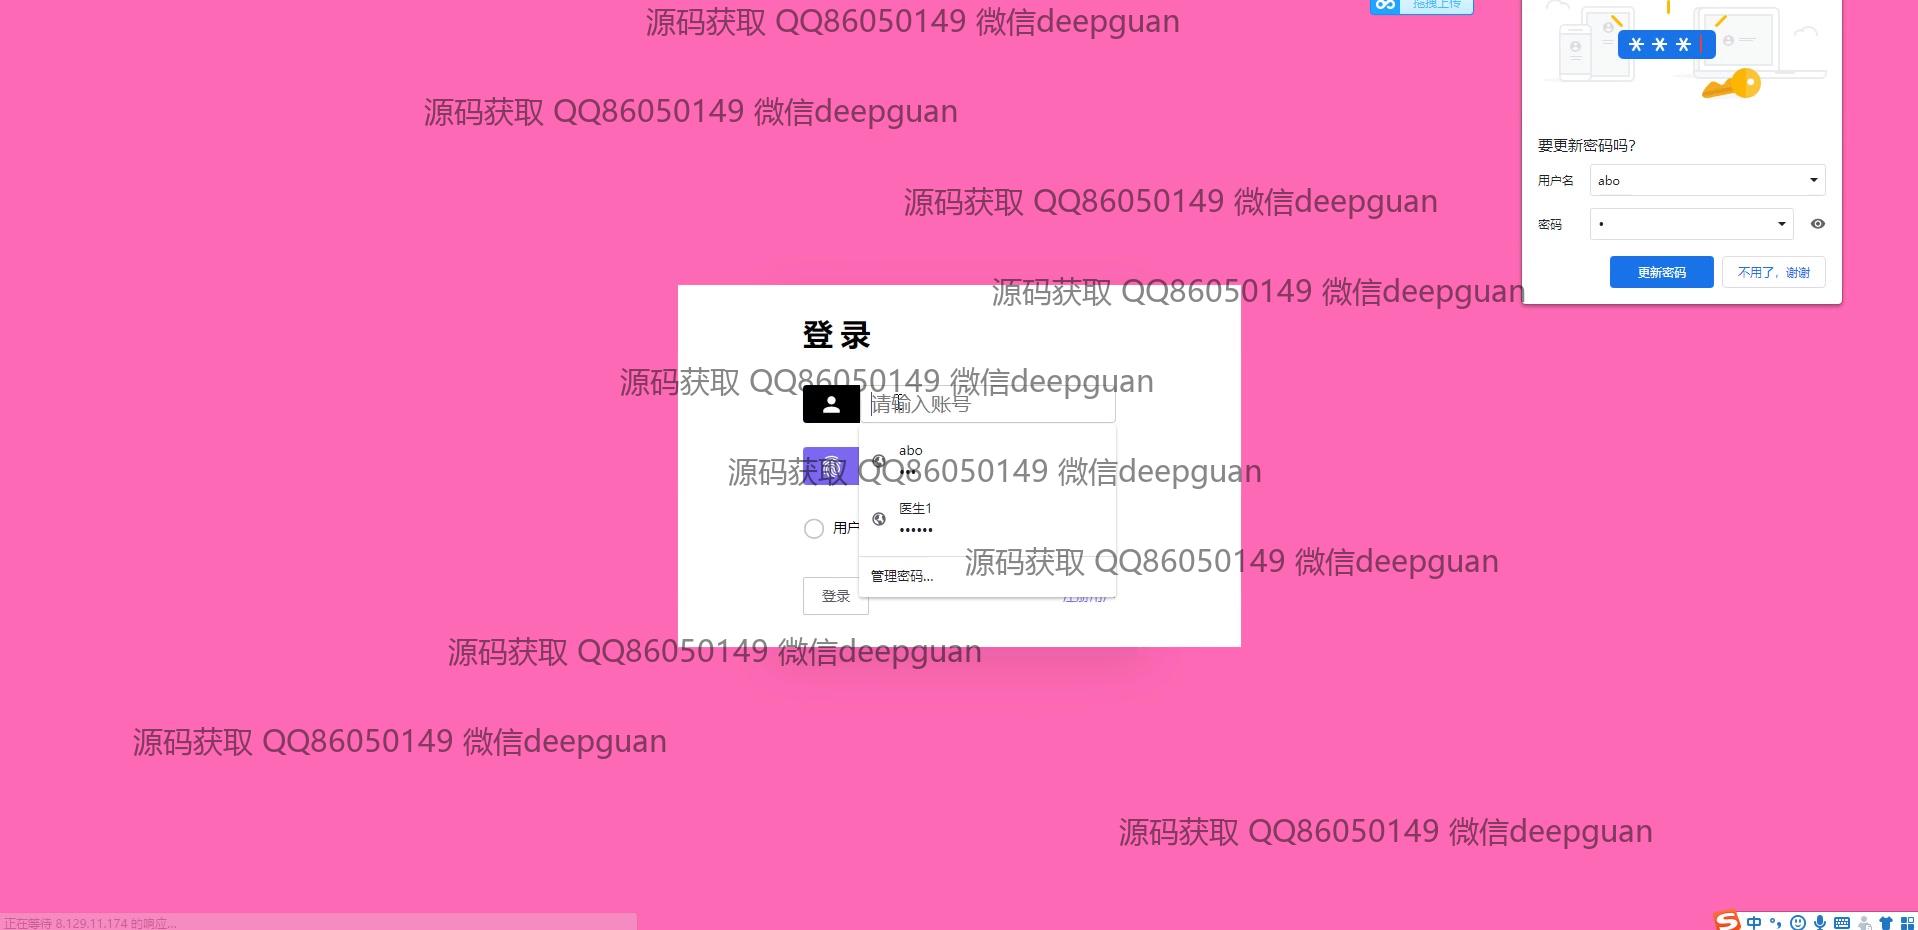 源码获取 QQ86050149 微信deepguan
拖拽上传
源码获取 QQ86050149 微信deepguan
要更新密码吗?
用户名 abo
源码获取 QQ86050149 微信deepguan
密码 •
更新密码 不用了，谢谢
源码获取 QQ86050149 微信deepguan
登 录
源码获取 QQ86050149 微信deepguan
请输入账号
abo
•••
源码获取 QQ86050149 微信deepguan
医生1
••••••
用户
源码获取 QQ86050149 微信deepguan
管理密码...
登录
注册用户
源码获取 QQ86050149 微信deepguan
源码获取 QQ86050149 微信deepguan
源码获取 QQ86050149 微信deepguan
正在等待 8.129.11.174 的响应...
中